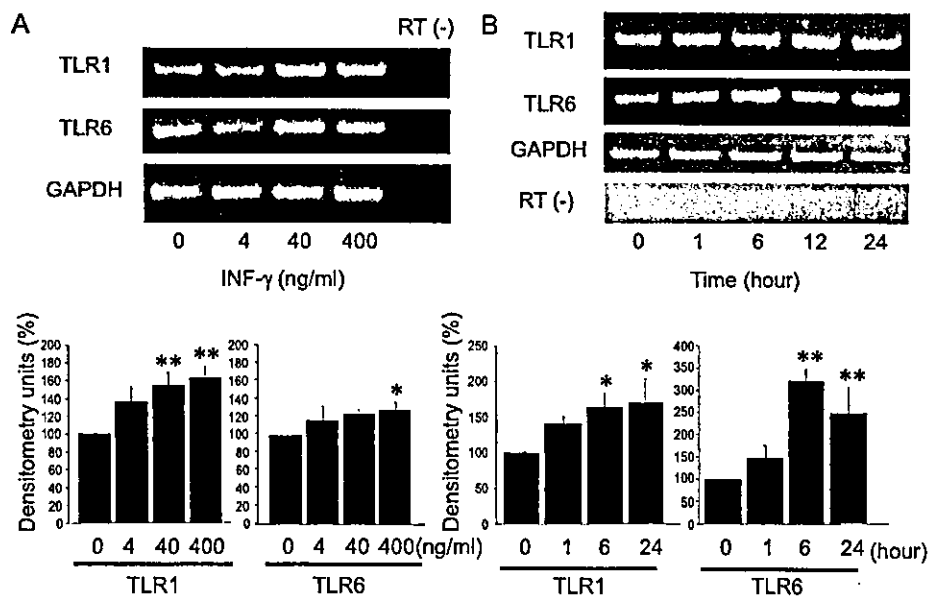 A
RT (-)
TLR1
TLR6
GAPDH
0 4 40 400
INF-γ (ng/ml)
B
TLR1
TLR6
GAPDH
RT (-)
0 1 6 12 24
Time (hour)
Densitometry units (%)
200
180
160
140
120
100
80
60
40
20
0
** **
0 4 40 400
TLR1
200
180
160
140
120
100
80
60
40
20
0
*
0 4 40 400 (ng/ml)
TLR6
Densitometry units (%)
250
200
150
100
50
0
* *
0 1 6 24
TLR1
400
350
300
250
200
150
100
50
0
** **
0 1 6 24 (hour)
TLR6